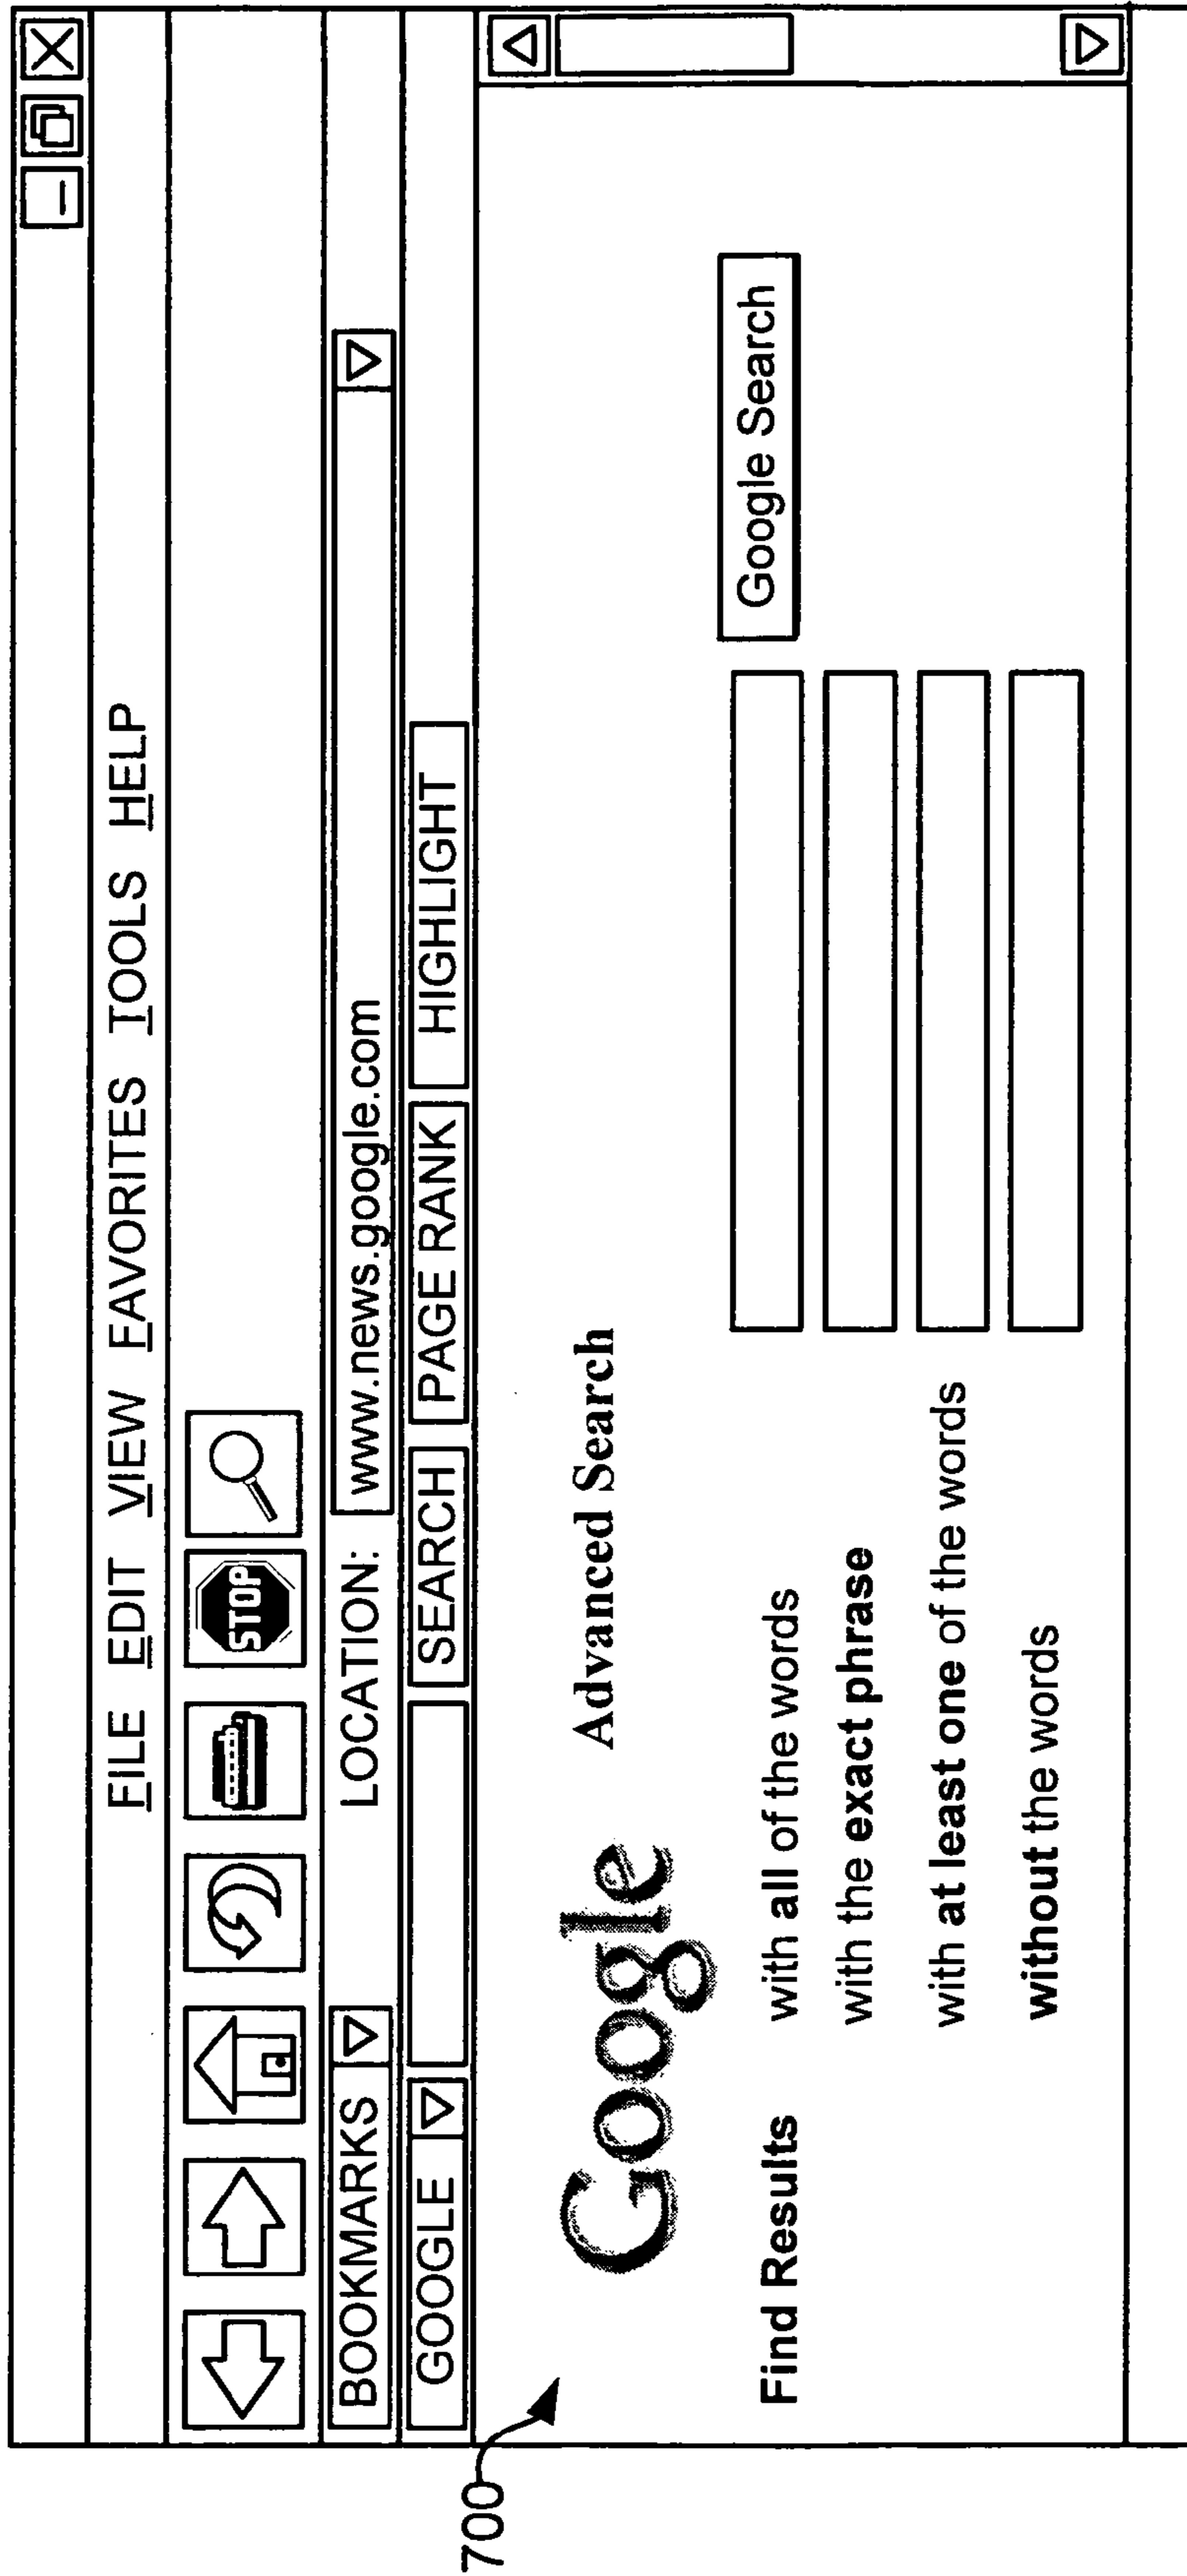 FILE EDIT VIEW FAVORITES TOOLS HELP
STOP
BOOKMARKS LOCATION: www.news.google.com
GOOGLE SEARCH PAGE RANK HIGHLIGHT
700
Google Advanced Search
Find Results with all of the words Google Search
with the exact phrase
with at least one of the words
without the words